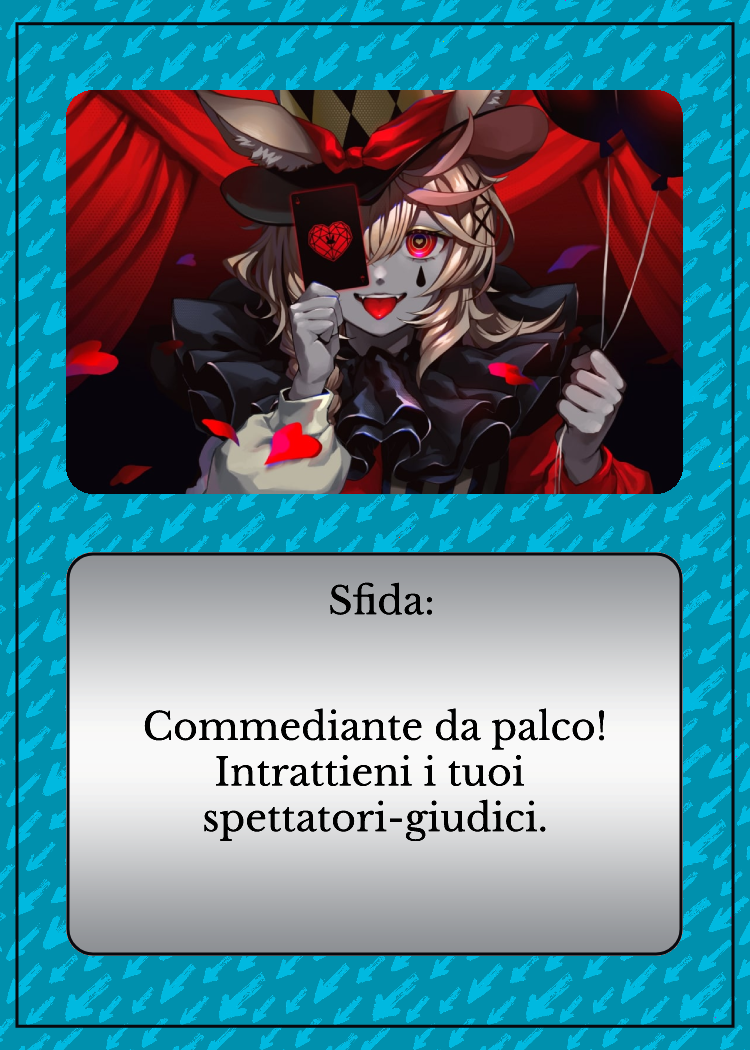 Sfida:
Commediante da palco!
Intrattieni i tuoi
spettatori-giudici.